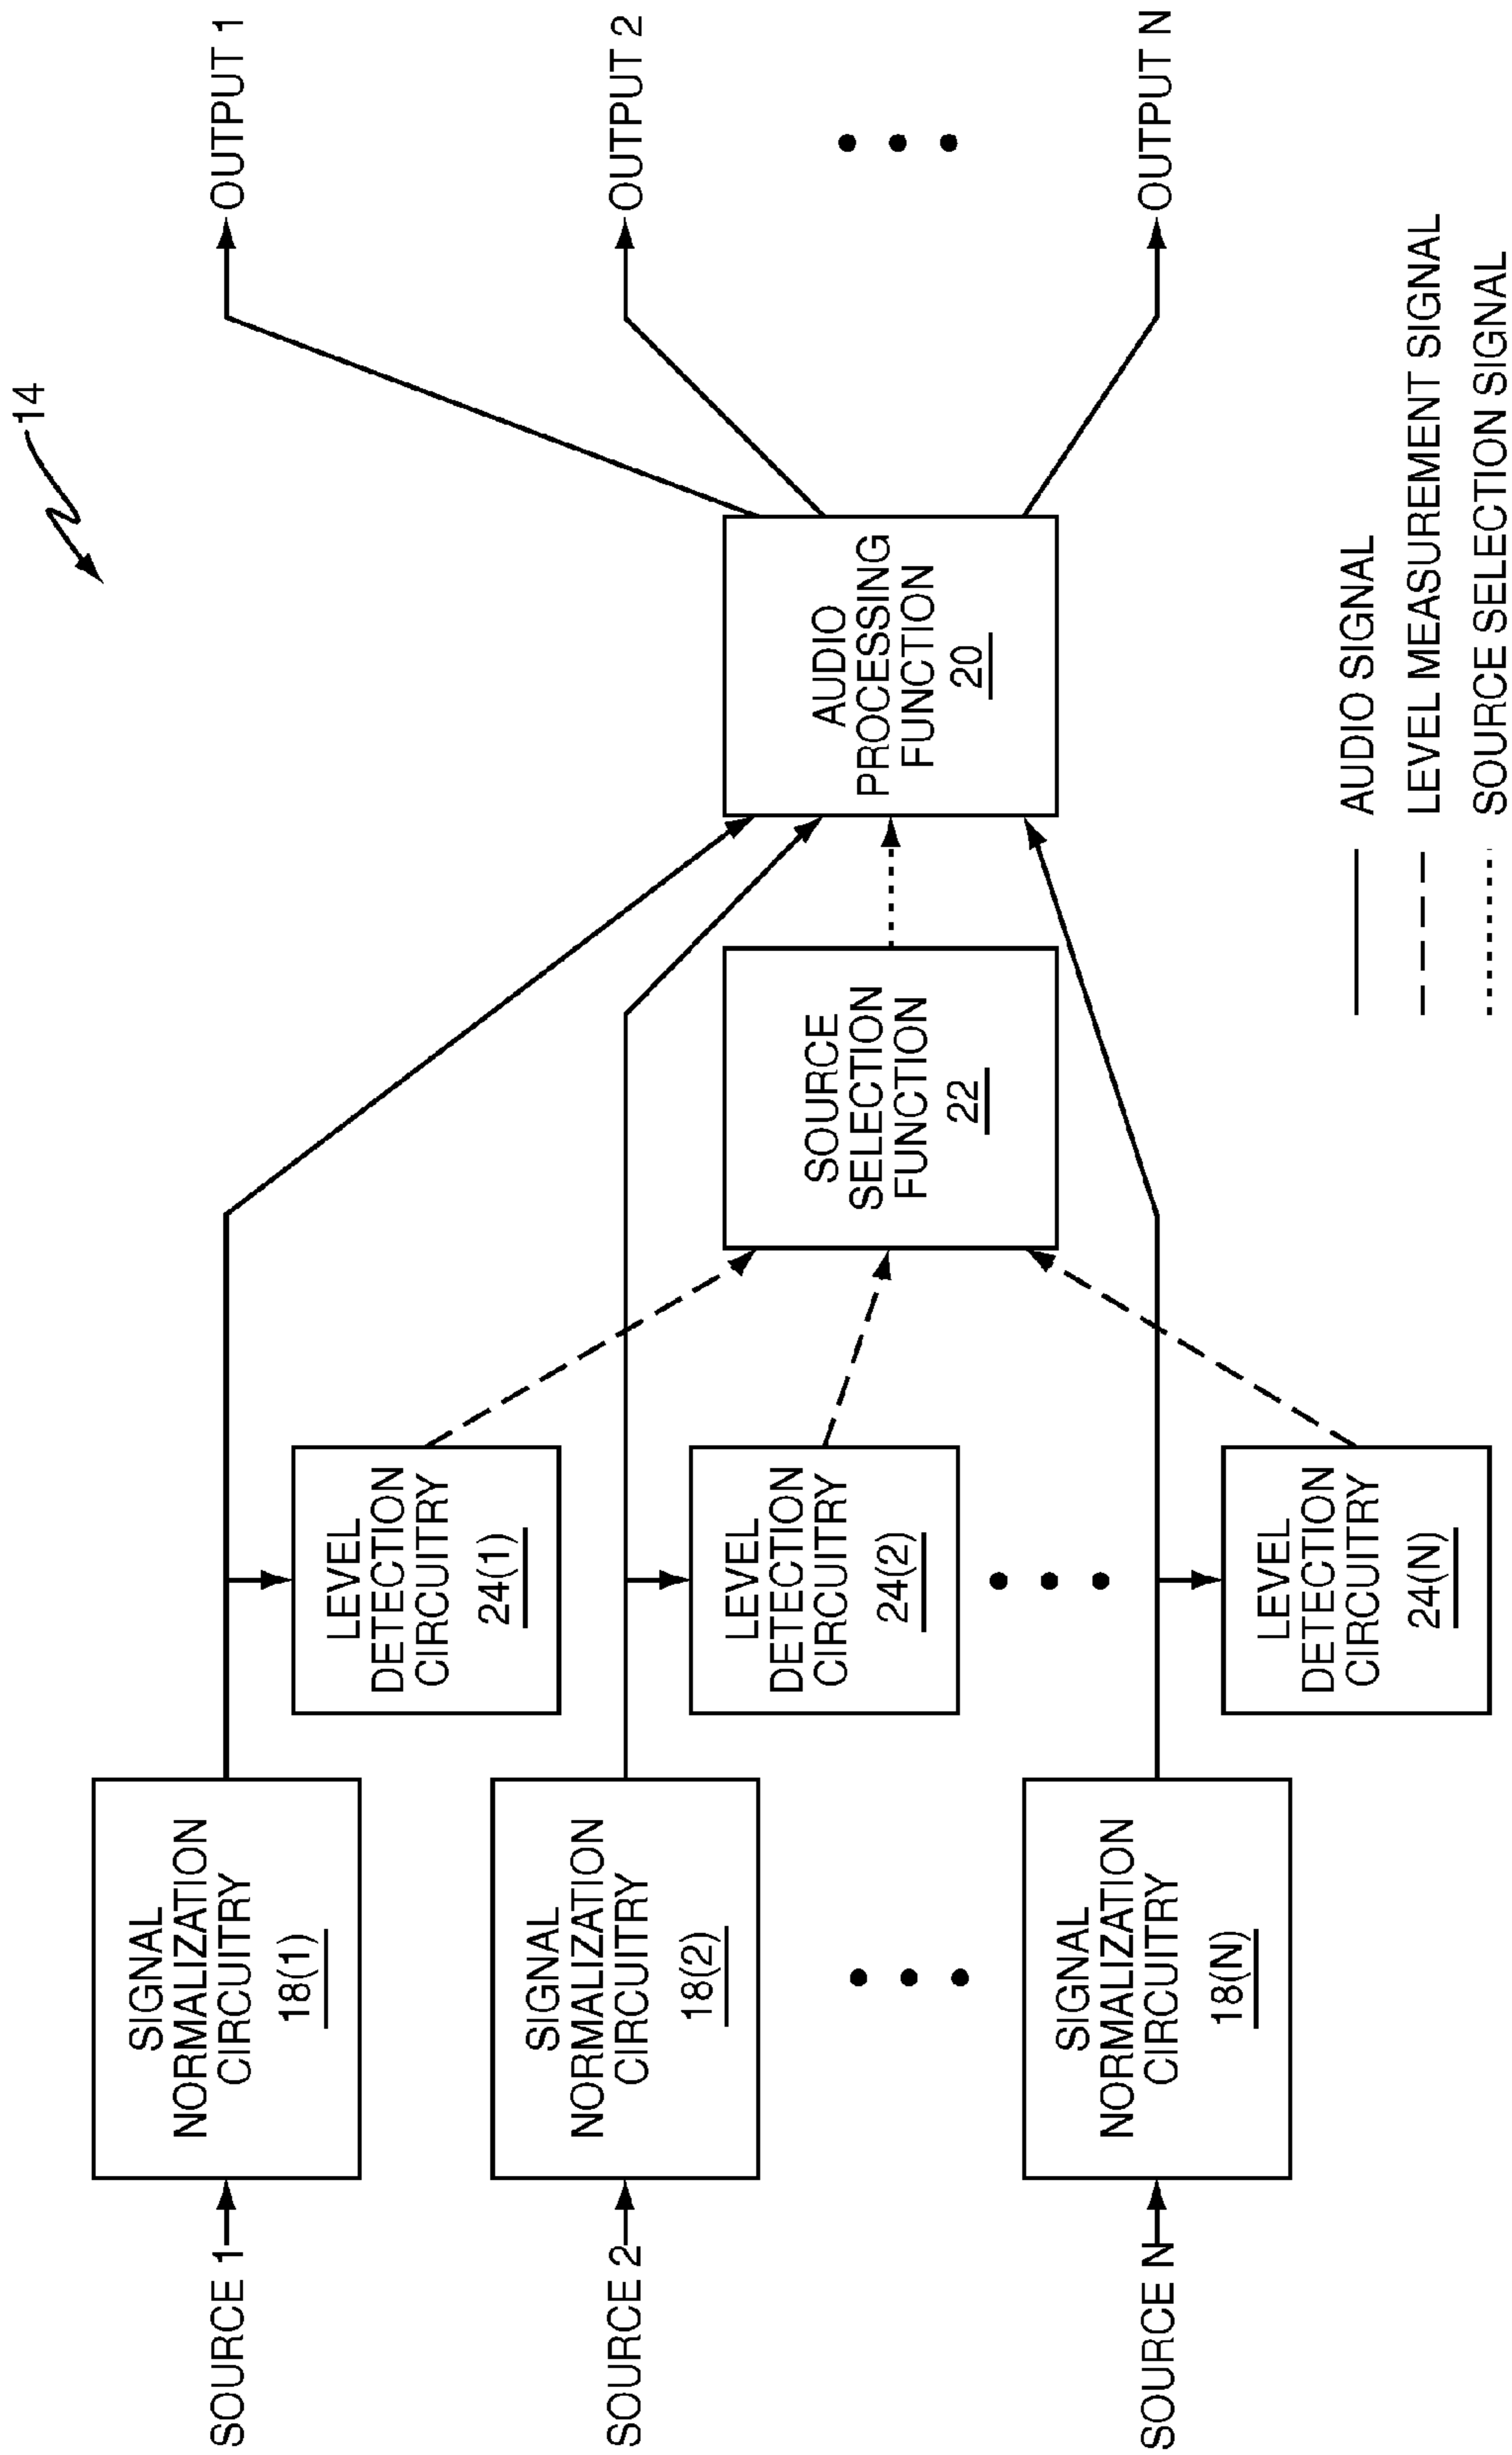 14
SOURCE 1
SIGNAL
NORMALIZATION
CIRCUITRY
18(1)
LEVEL
DETECTION
CIRCUITRY
24(1)
OUTPUT 1
SOURCE 2
SIGNAL
NORMALIZATION
CIRCUITRY
18(2)
LEVEL
DETECTION
CIRCUITRY
24(2)
SOURCE
SELECTION
FUNCTION
22
AUDIO
PROCESSING
FUNCTION
20
OUTPUT 2
SOURCE N
SIGNAL
NORMALIZATION
CIRCUITRY
18(N)
LEVEL
DETECTION
CIRCUITRY
24(N)
OUTPUT N
AUDIO SIGNAL
LEVEL MEASUREMENT SIGNAL
SOURCE SELECTION SIGNAL